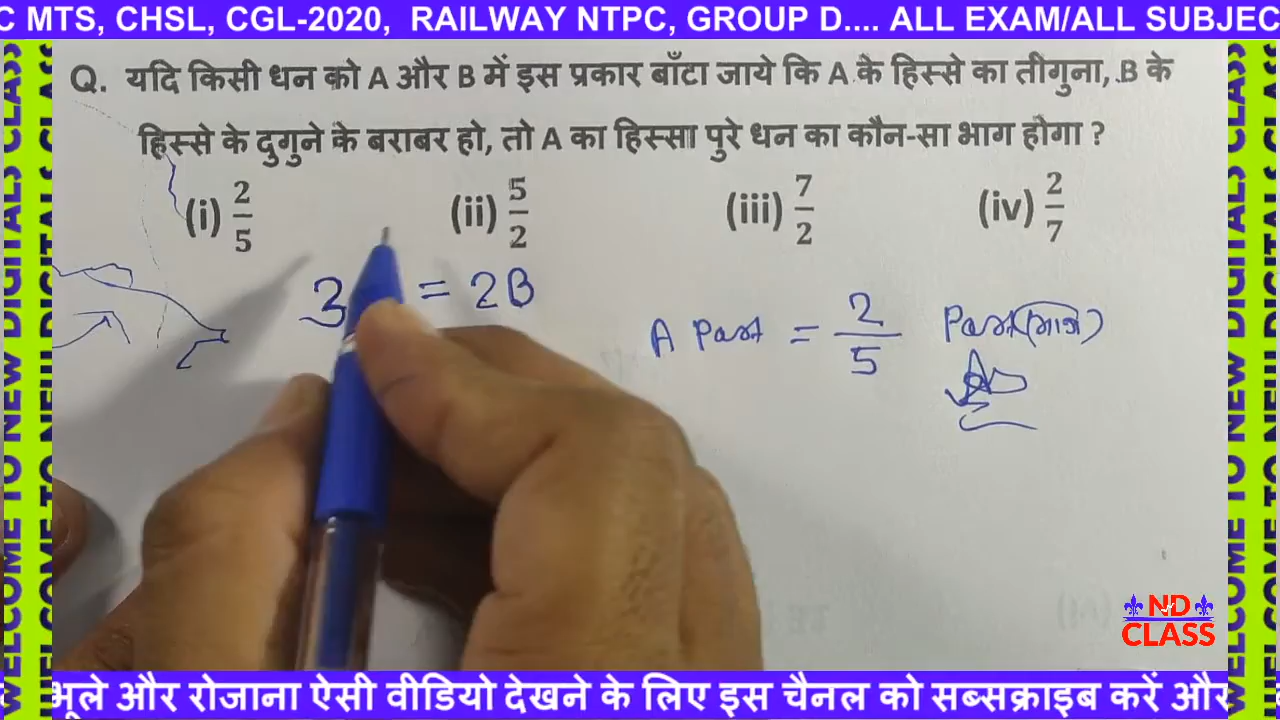 C MTS, CHSL, CGL-2020, RAILWAY NTPC, GROUP D.... ALL EXAM/ALL SUBJEC
Q. यदि किसी धन को A और B में इस प्रकार बाँटा जाये कि A के हिस्से का तीगुना, B के
हिस्से के दुगुने के बराबर हो, तो A का हिस्सा पुरे धन का कौन-सा भाग होगा ?
(i) 2/5 (ii) 5/2 (iii) 7/2 (iv) 2/7
3 = 2B
A Part = 2/5 Part(भाग)
ND
CLASS
भूले और रोजाना ऐसी वीडियो देखने के लिए इस चैनल को सब्सक्राइब करें और
WELCOME TO NEW DIGITALS CLASS
WELCOME TO NEW DIGITALS CLASS